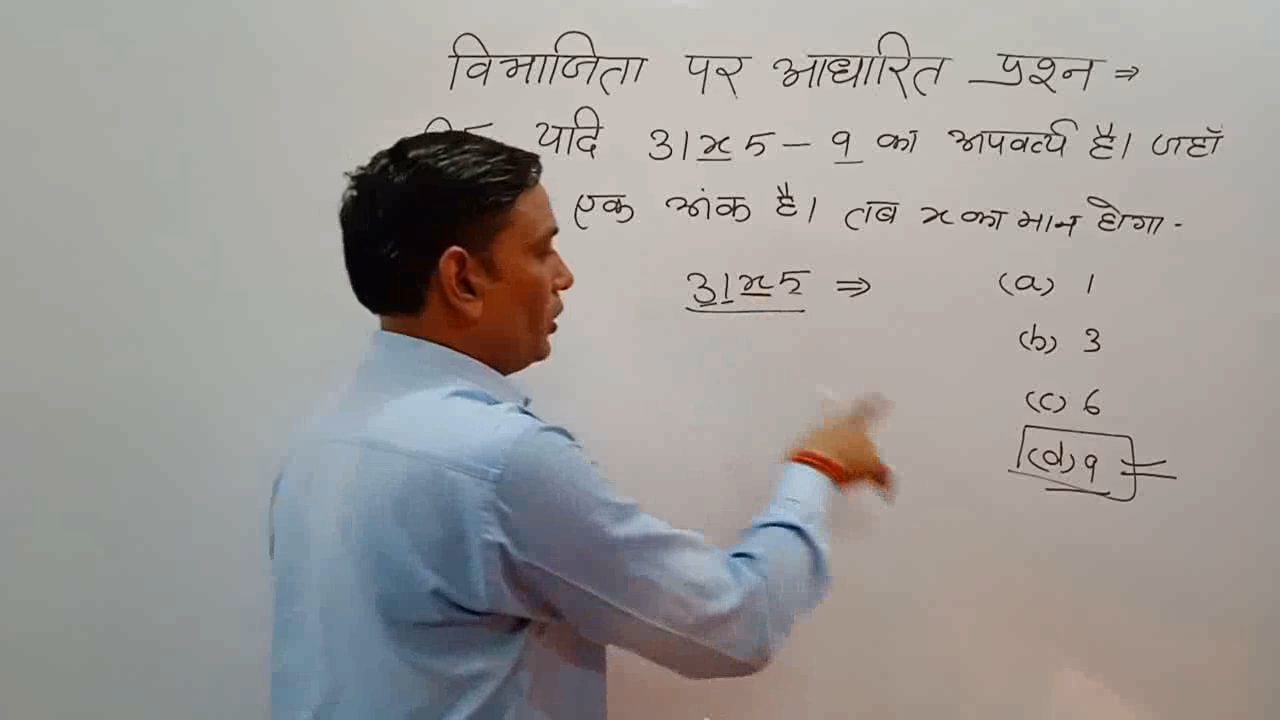 विभाजिता पर आधारित प्रश्न ⇒
यदि 31x5 – 9 का अपवर्त्य है। जहाँ
एक अंक है। तब x का मान होगा -
31x5 ⇒
(a) 1
(b) 3
(c) 6
(d) 9